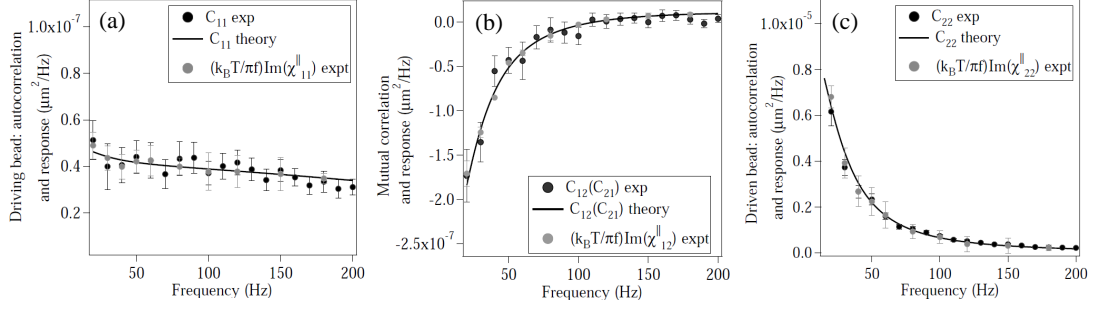 (a)
Driving bead: autocorrelation
and response (μm²/Hz)
1.0x10⁻⁷
0.8
0.6
0.4
0.2
C₁₁ exp
C₁₁ theory
(k_BT/πf)Im(χ^∥₁₁) expt
50
100
150
200
Frequency (Hz)
(b)
Mutual correlation
and response (μm²/Hz)
0.0
-0.5
-1.0
-1.5
-2.5x10⁻⁷
C₁₂(C₂₁) exp
C₁₂(C₂₁) theory
(k_BT/πf)Im(χ^∥₁₂) expt
50
100
150
200
Frequency (Hz)
(c)
Driven bead: autocorrelation
and response (μm²/Hz)
1.0x10⁻⁵
0.8
0.6
0.4
0.2
0.0
C₂₂ exp
C₂₂ theory
(k_BT/πf)Im(χ^∥₂₂) expt
50
100
150
200
Frequency (Hz)